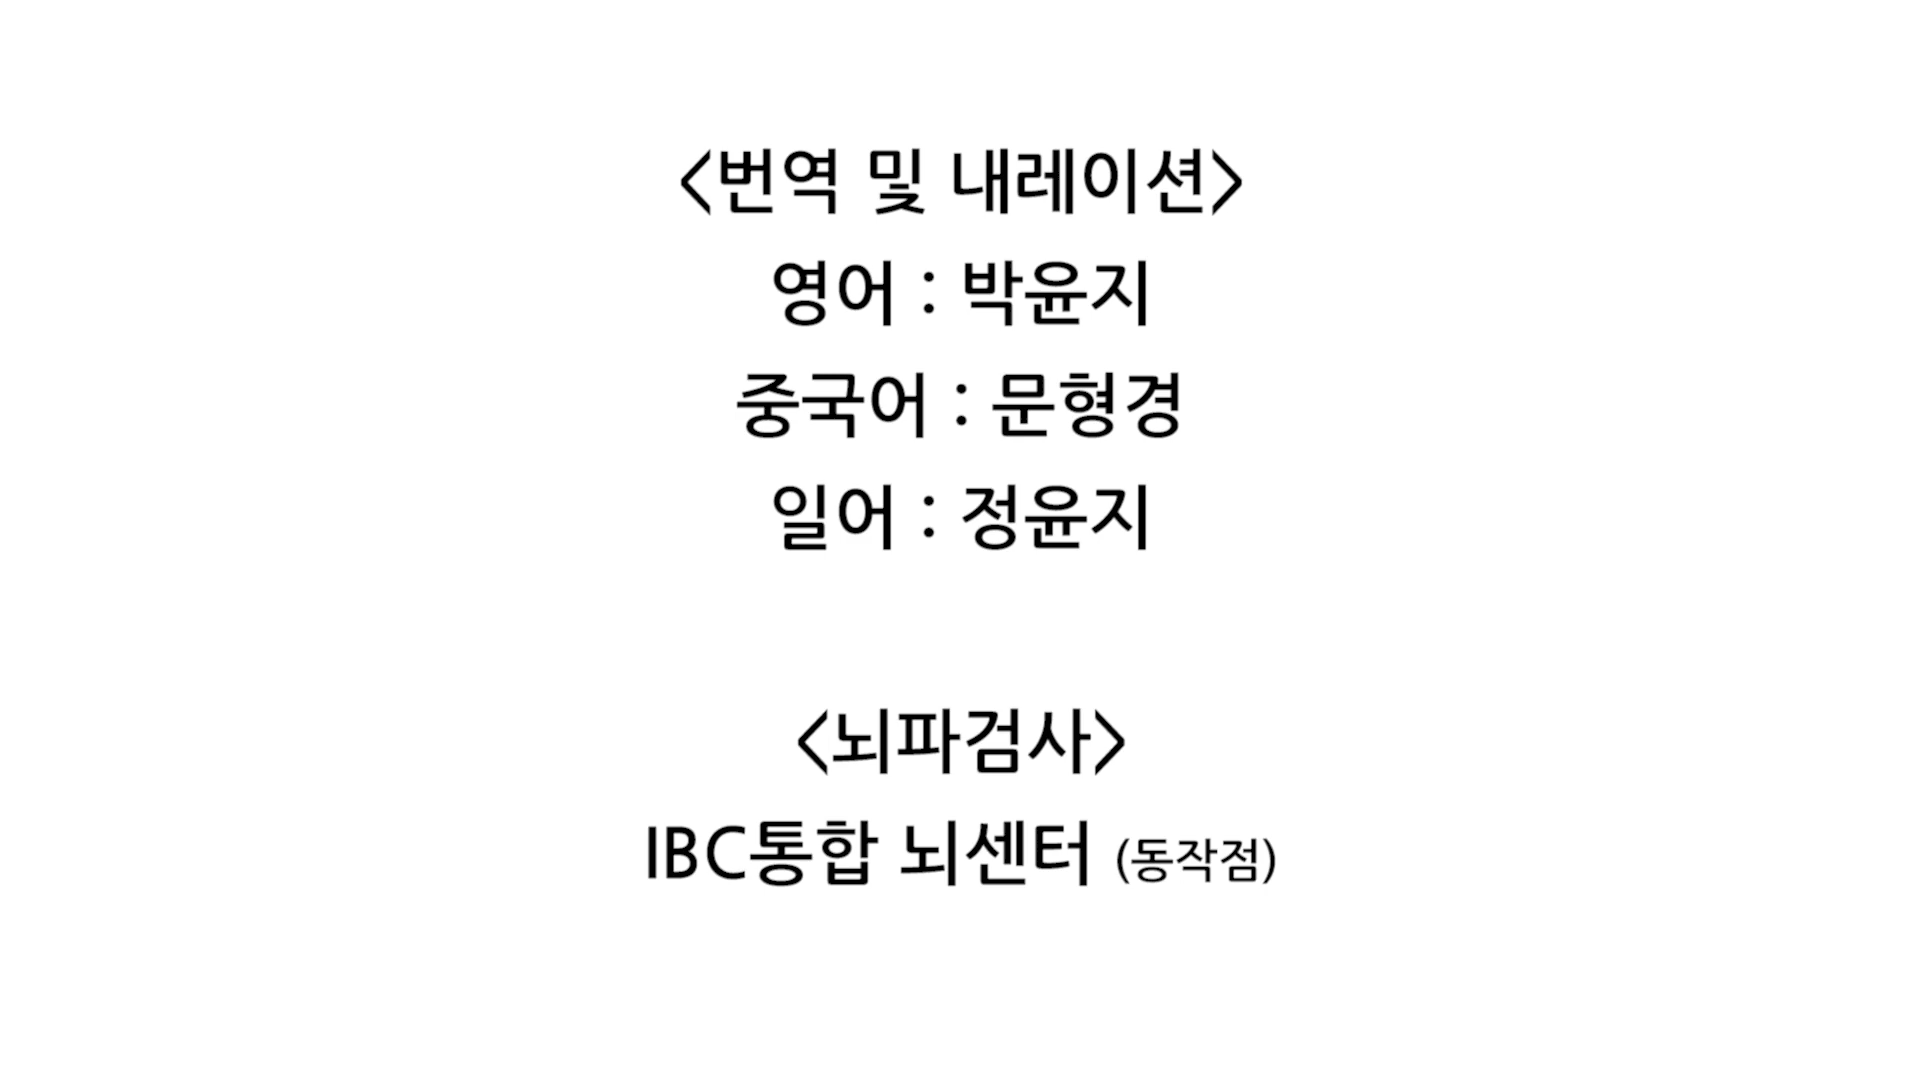 <번역 및 내레이션>
영어 : 박윤지
중국어 : 문형경
일어 : 정윤지
<뇌파검사>
IBC통합 뇌센터 (동작점)